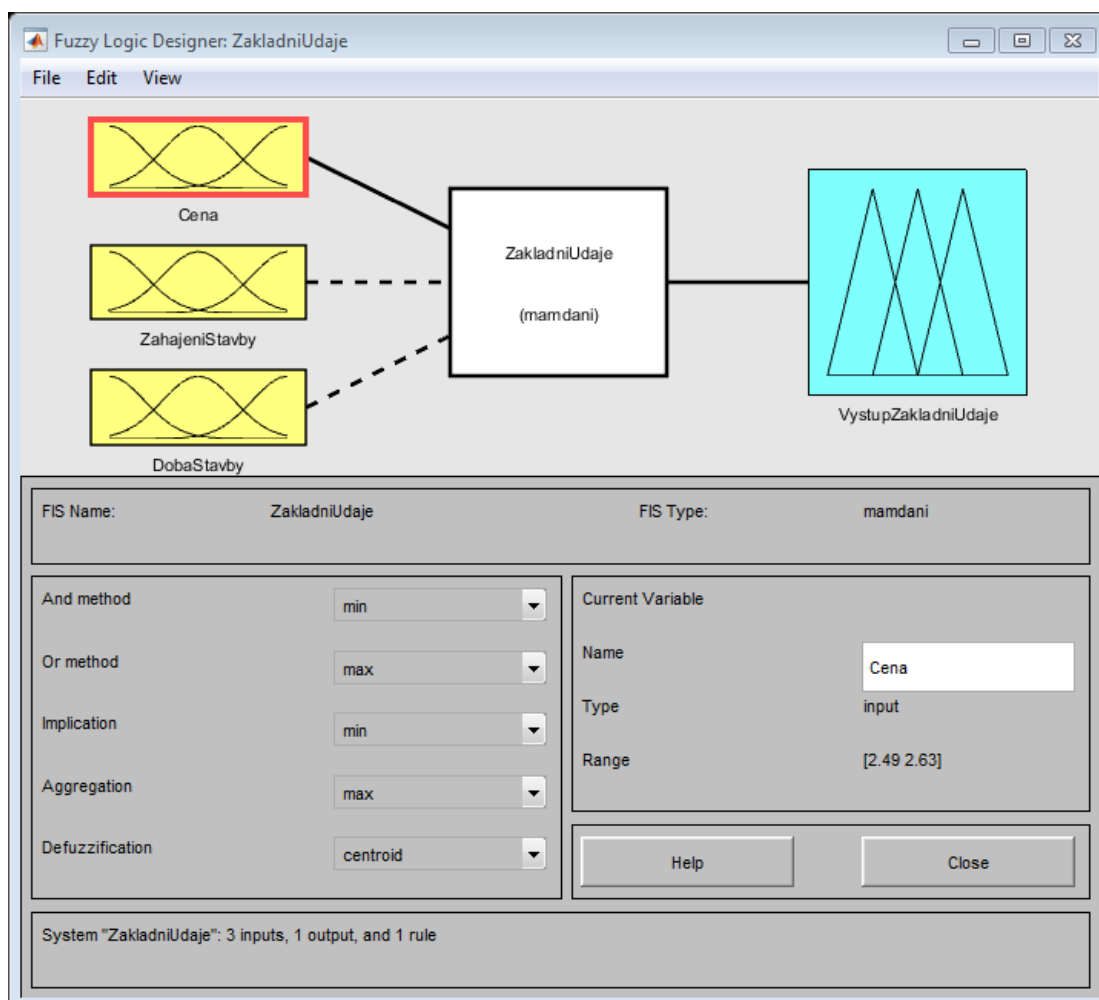 Fuzzy Logic Designer: ZakladniUdaje
File Edit View
Cena
ZahajeniStavby
DobaStavby
ZakladniUdaje
(mamdani)
VystupZakladniUdaje
FIS Name: ZakladniUdaje FIS Type: mamdani
And method min
Or method max
Implication min
Aggregation max
Defuzzification centroid
Current Variable
Name Cena
Type input
Range [2.49 2.63]
Help Close
System "ZakladniUdaje": 3 inputs, 1 output, and 1 rule